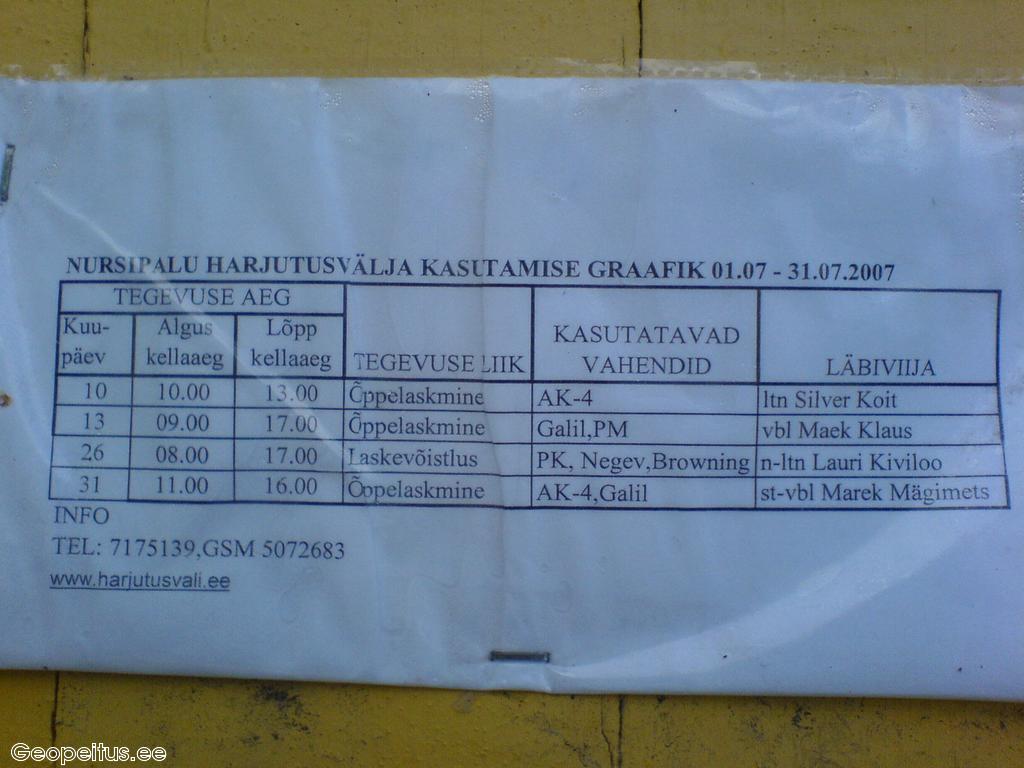 NURSIPALU HARJUTUSVÄLJA KASUTAMISE GRAAFIK 01.07 - 31.07.2007
TEGEVUSE AEG
Kuu-päev Algus kellaaeg Lõpp kellaaeg TEGEVUSE LIIK KASUTATAVAD VAHENDID LÄBIVIIJA
10 10.00 13.00 Õppelaskmine AK-4 ltn Silver Koit
13 09.00 17.00 Õppelaskmine Galil,PM vbl Maek Klaus
26 08.00 17.00 Laskevõistlus PK, Negev,Browning n-ltn Lauri Kiviloo
31 11.00 16.00 Õppelaskmine AK-4,Galil st-vbl Marek Mägimets
INFO
TEL: 7175139,GSM 5072683
www.harjutusvali.ee
Geopeitus.ee